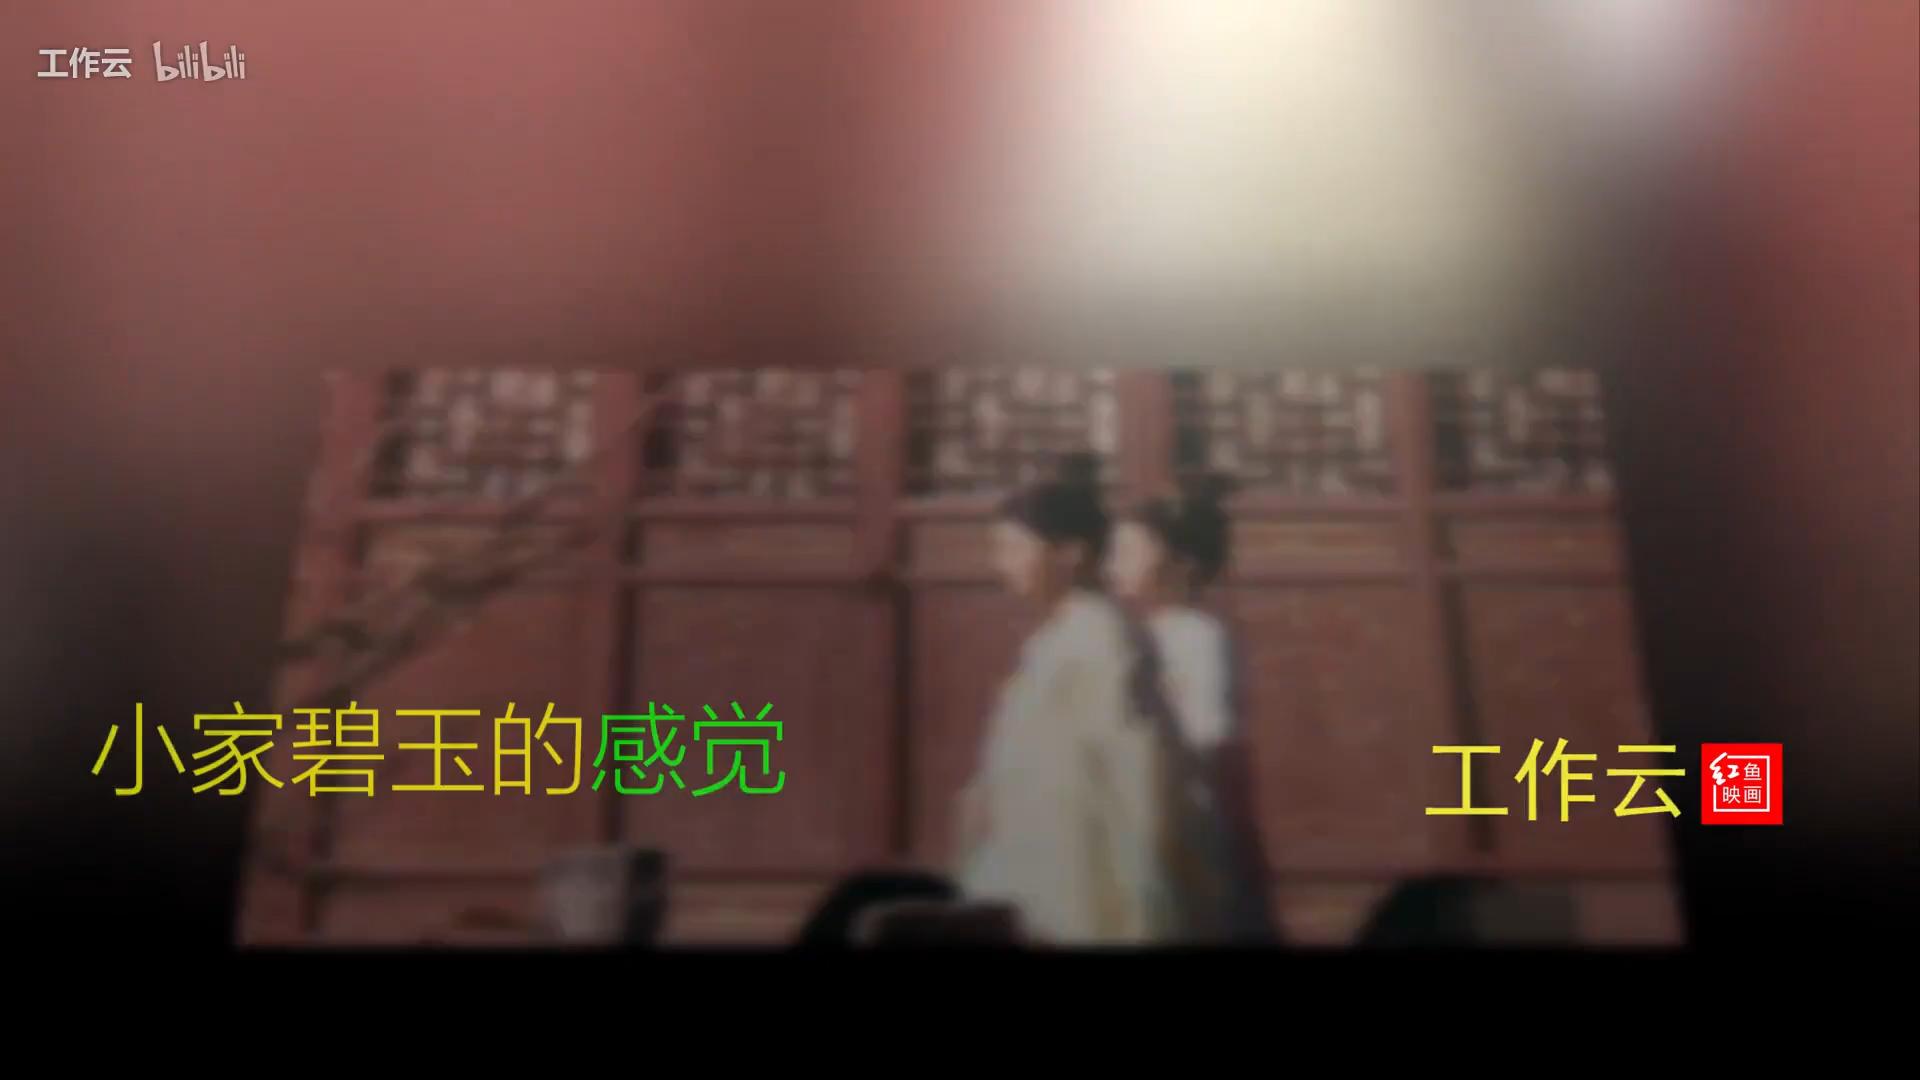 工作云 bilibili
小家碧玉的感觉
工作云
红鱼
映画